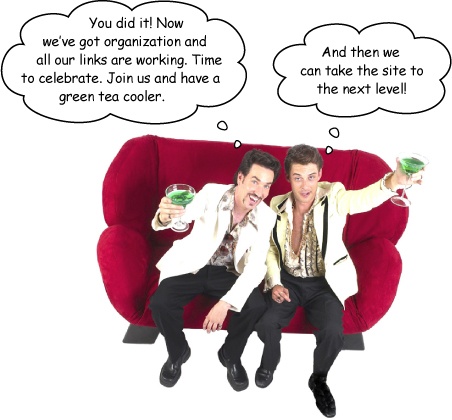 You did it! Now
we've got organization and
all our links are working. Time
to celebrate. Join us and have a
green tea cooler.
And then we
can take the site to
the next level!